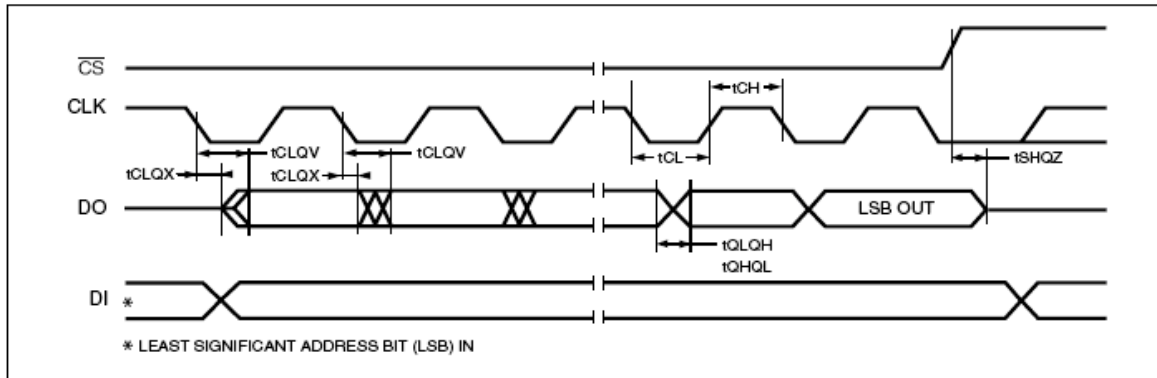 CS
CLK
tCH
tCLQV
tCLQV
tCL
tSHQZ
tCLQX
tCLQX
DO
LSB OUT
tQLQH
tQHQL
DI *
* LEAST SIGNIFICANT ADDRESS BIT (LSB) IN